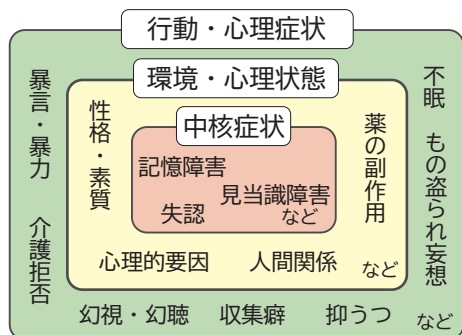 行動・心理症状
環境・心理状態
中核症状
記憶障害
見当識障害
失認
など
性格・素質
薬の副作用
心理的要因
人間関係
など
暴言・暴力
介護拒否
不眠
もの盗られ妄想
幻視・幻聴
収集癖
抑うつ
など